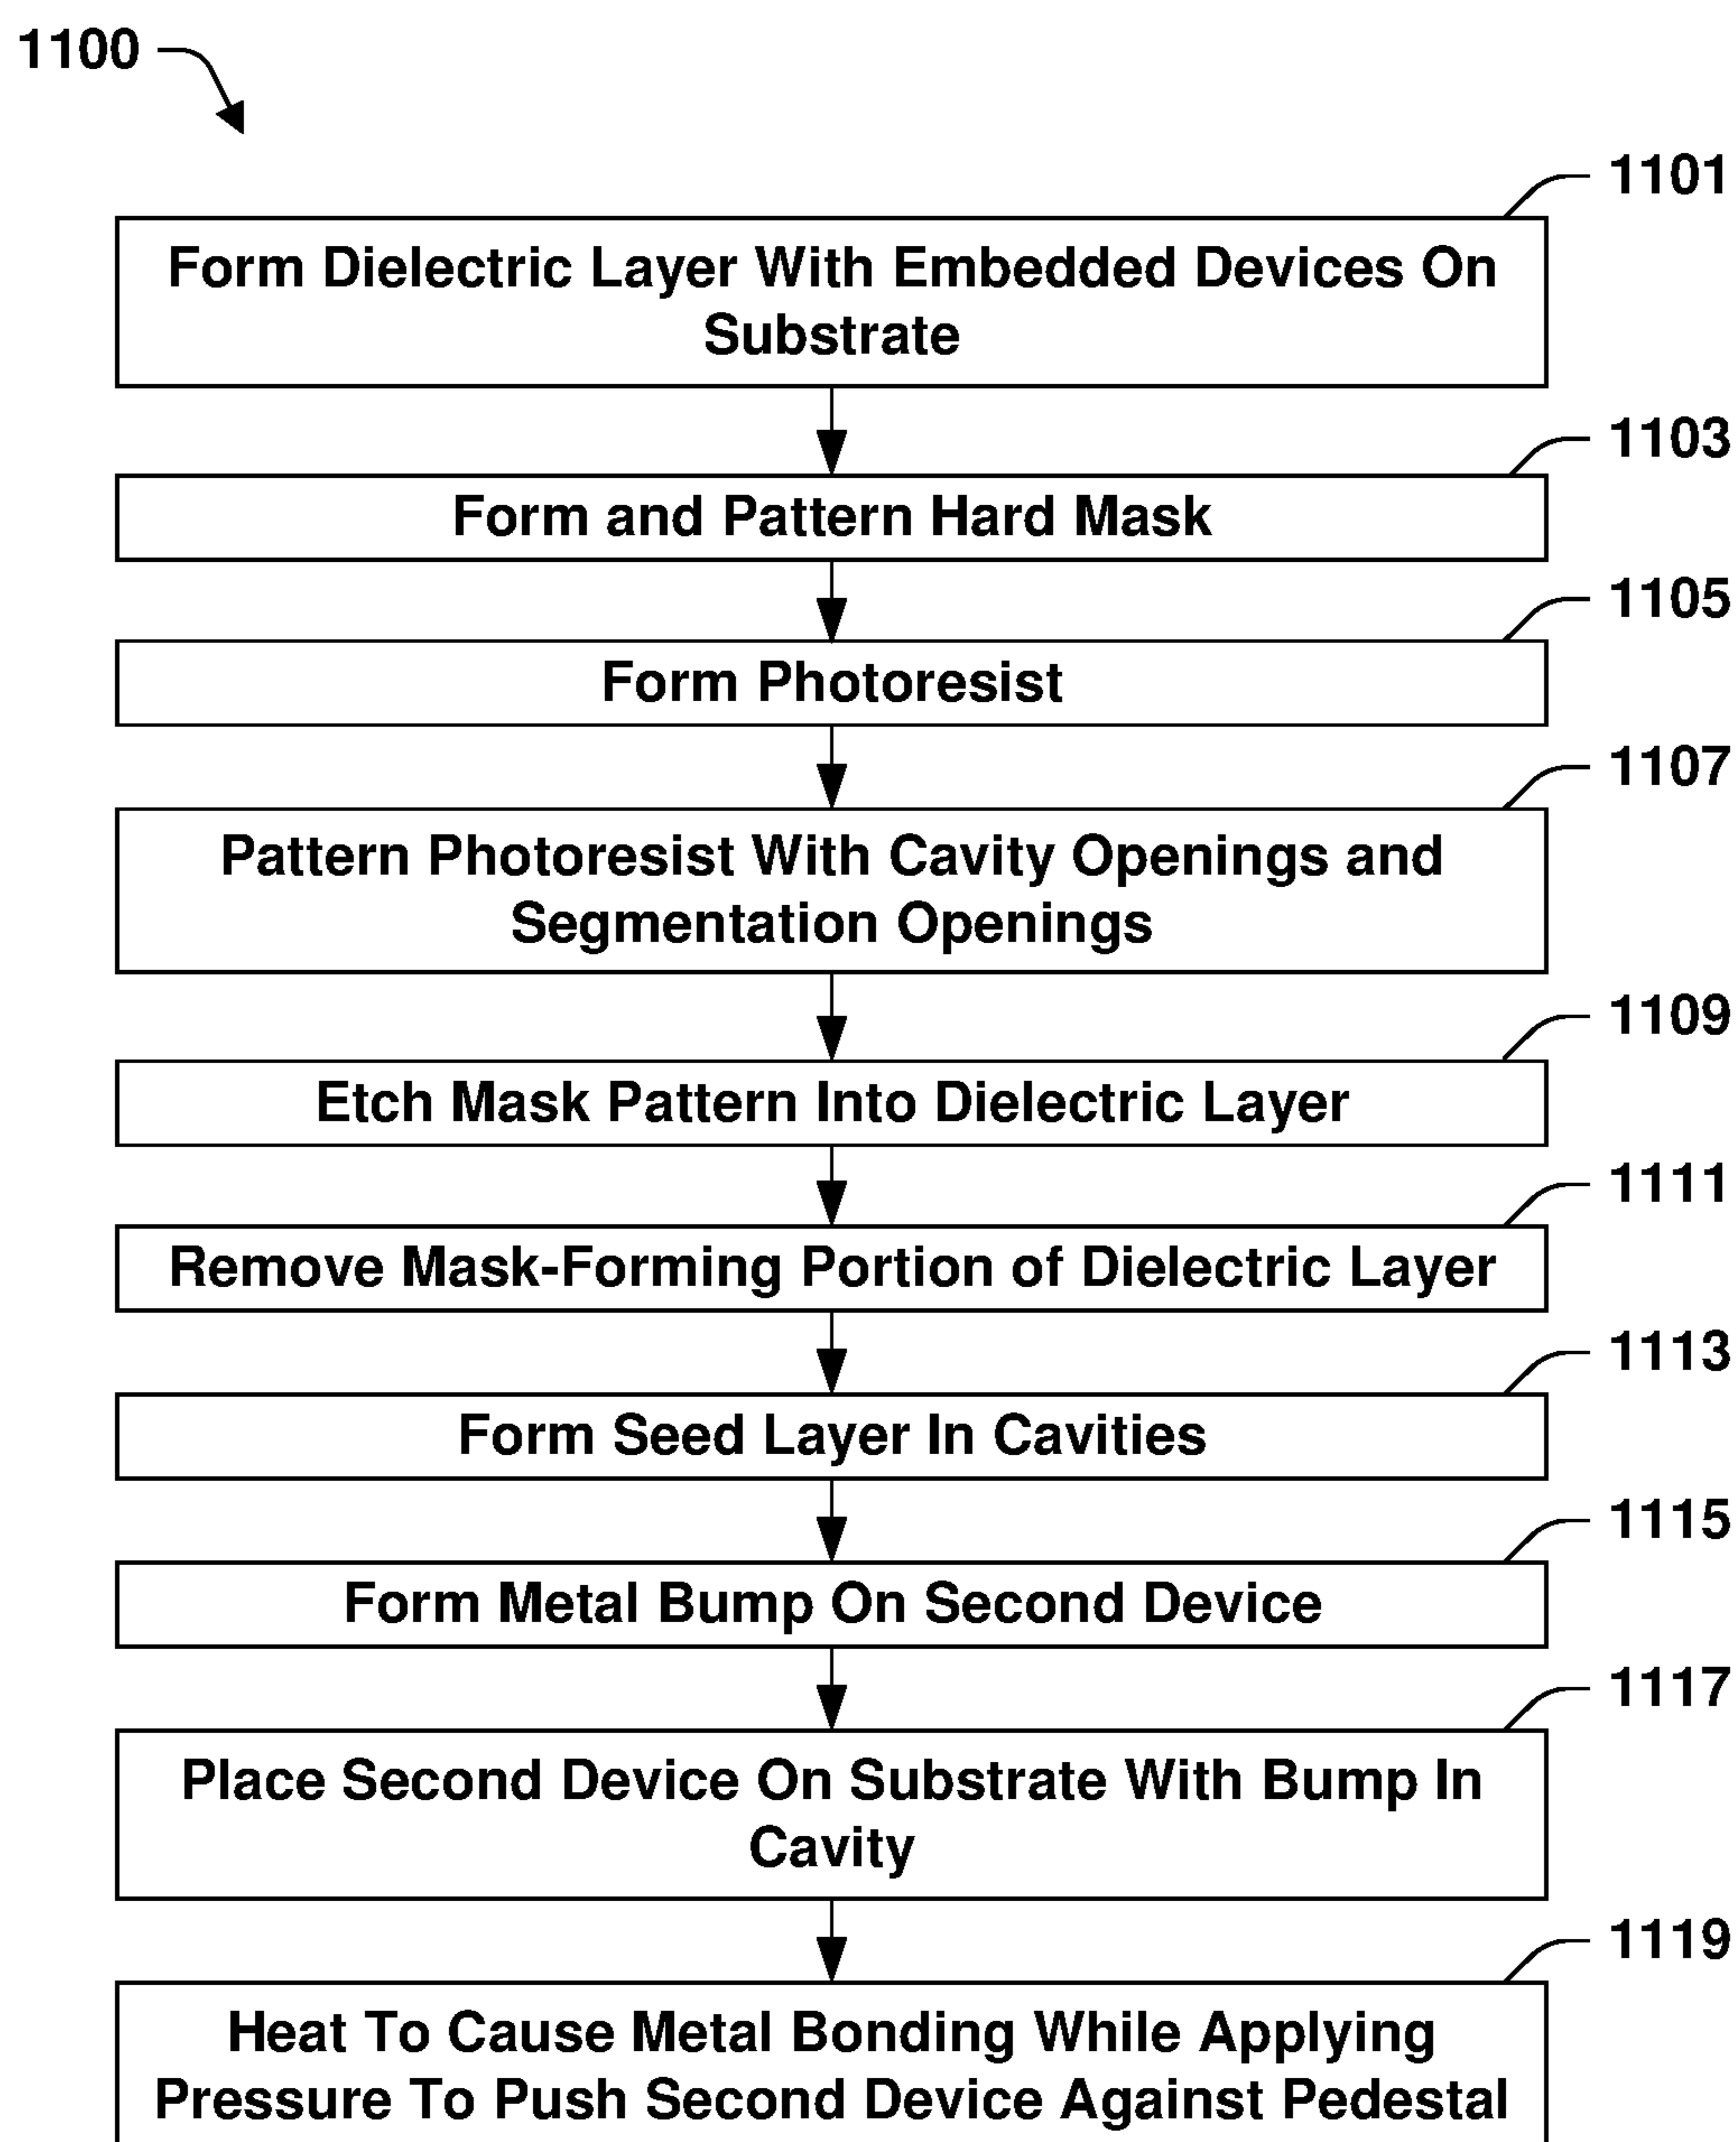 1100
1101
Form Dielectric Layer With Embedded Devices On
Substrate
1103
Form and Pattern Hard Mask
1105
Form Photoresist
1107
Pattern Photoresist With Cavity Openings and
Segmentation Openings
1109
Etch Mask Pattern Into Dielectric Layer
1111
Remove Mask-Forming Portion of Dielectric Layer
1113
Form Seed Layer In Cavities
1115
Form Metal Bump On Second Device
1117
Place Second Device On Substrate With Bump In
Cavity
1119
Heat To Cause Metal Bonding While Applying
Pressure To Push Second Device Against Pedestal